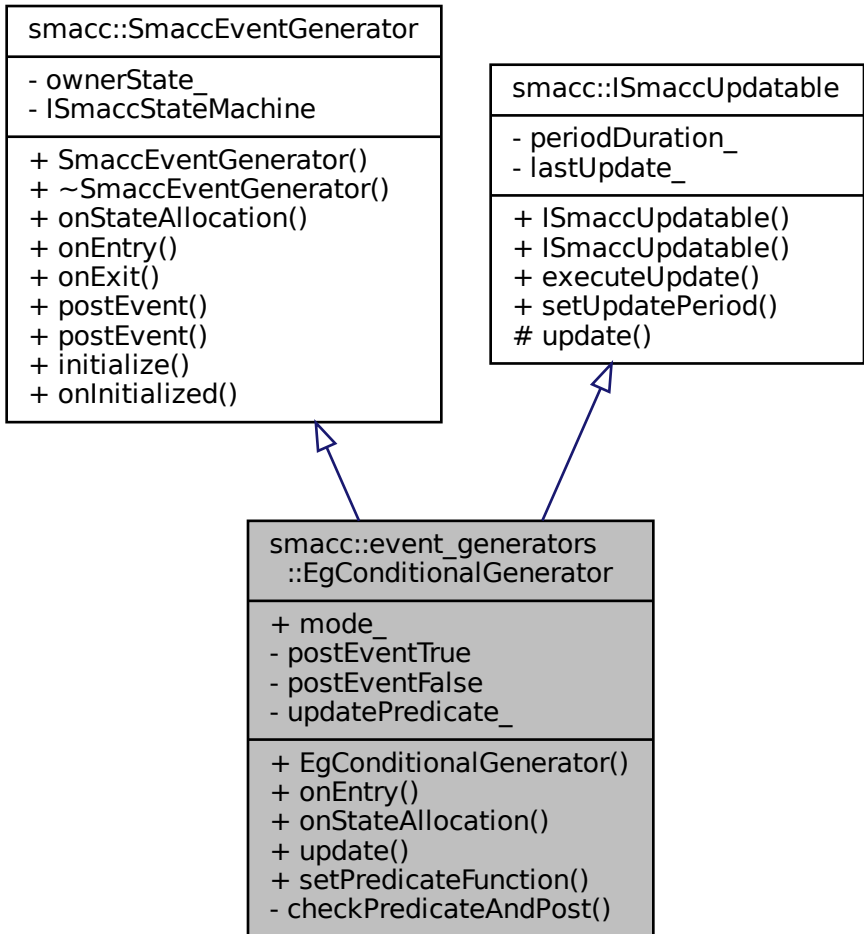 smacc::SmaccEventGenerator
- ownerState_
- ISmaccStateMachine
+ SmaccEventGenerator()
+ ~SmaccEventGenerator()
+ onStateAllocation()
+ onEntry()
+ onExit()
+ postEvent()
+ postEvent()
+ initialize()
+ onInitialized()
smacc::ISmaccUpdatable
- periodDuration_
- lastUpdate_
+ ISmaccUpdatable()
+ ISmaccUpdatable()
+ executeUpdate()
+ setUpdatePeriod()
# update()
smacc::event_generators
::EgConditionalGenerator
+ mode_
- postEventTrue
- postEventFalse
- updatePredicate_
+ EgConditionalGenerator()
+ onEntry()
+ onStateAllocation()
+ update()
+ setPredicateFunction()
- checkPredicateAndPost()